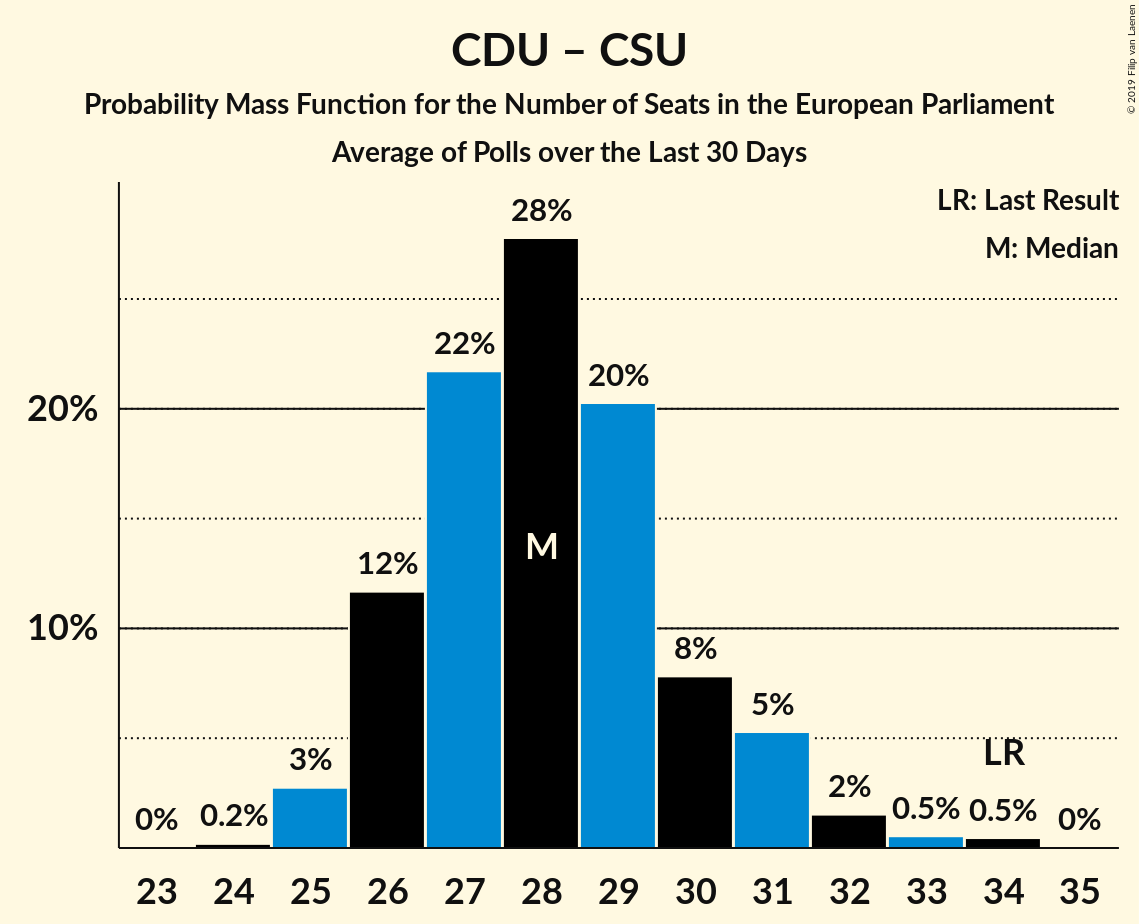 CDU – CSU
Probability Mass Function for the Number of Seats in the European Parliament
Average of Polls over the Last 30 Days
© 2019 Filip van Laenen
LR: Last Result
M: Median
20%
10%
0%
0.2%
3%
12%
22%
28%
20%
8%
5%
2%
0.5%
0.5%
0%
M
LR
23 24 25 26 27 28 29 30 31 32 33 34 35